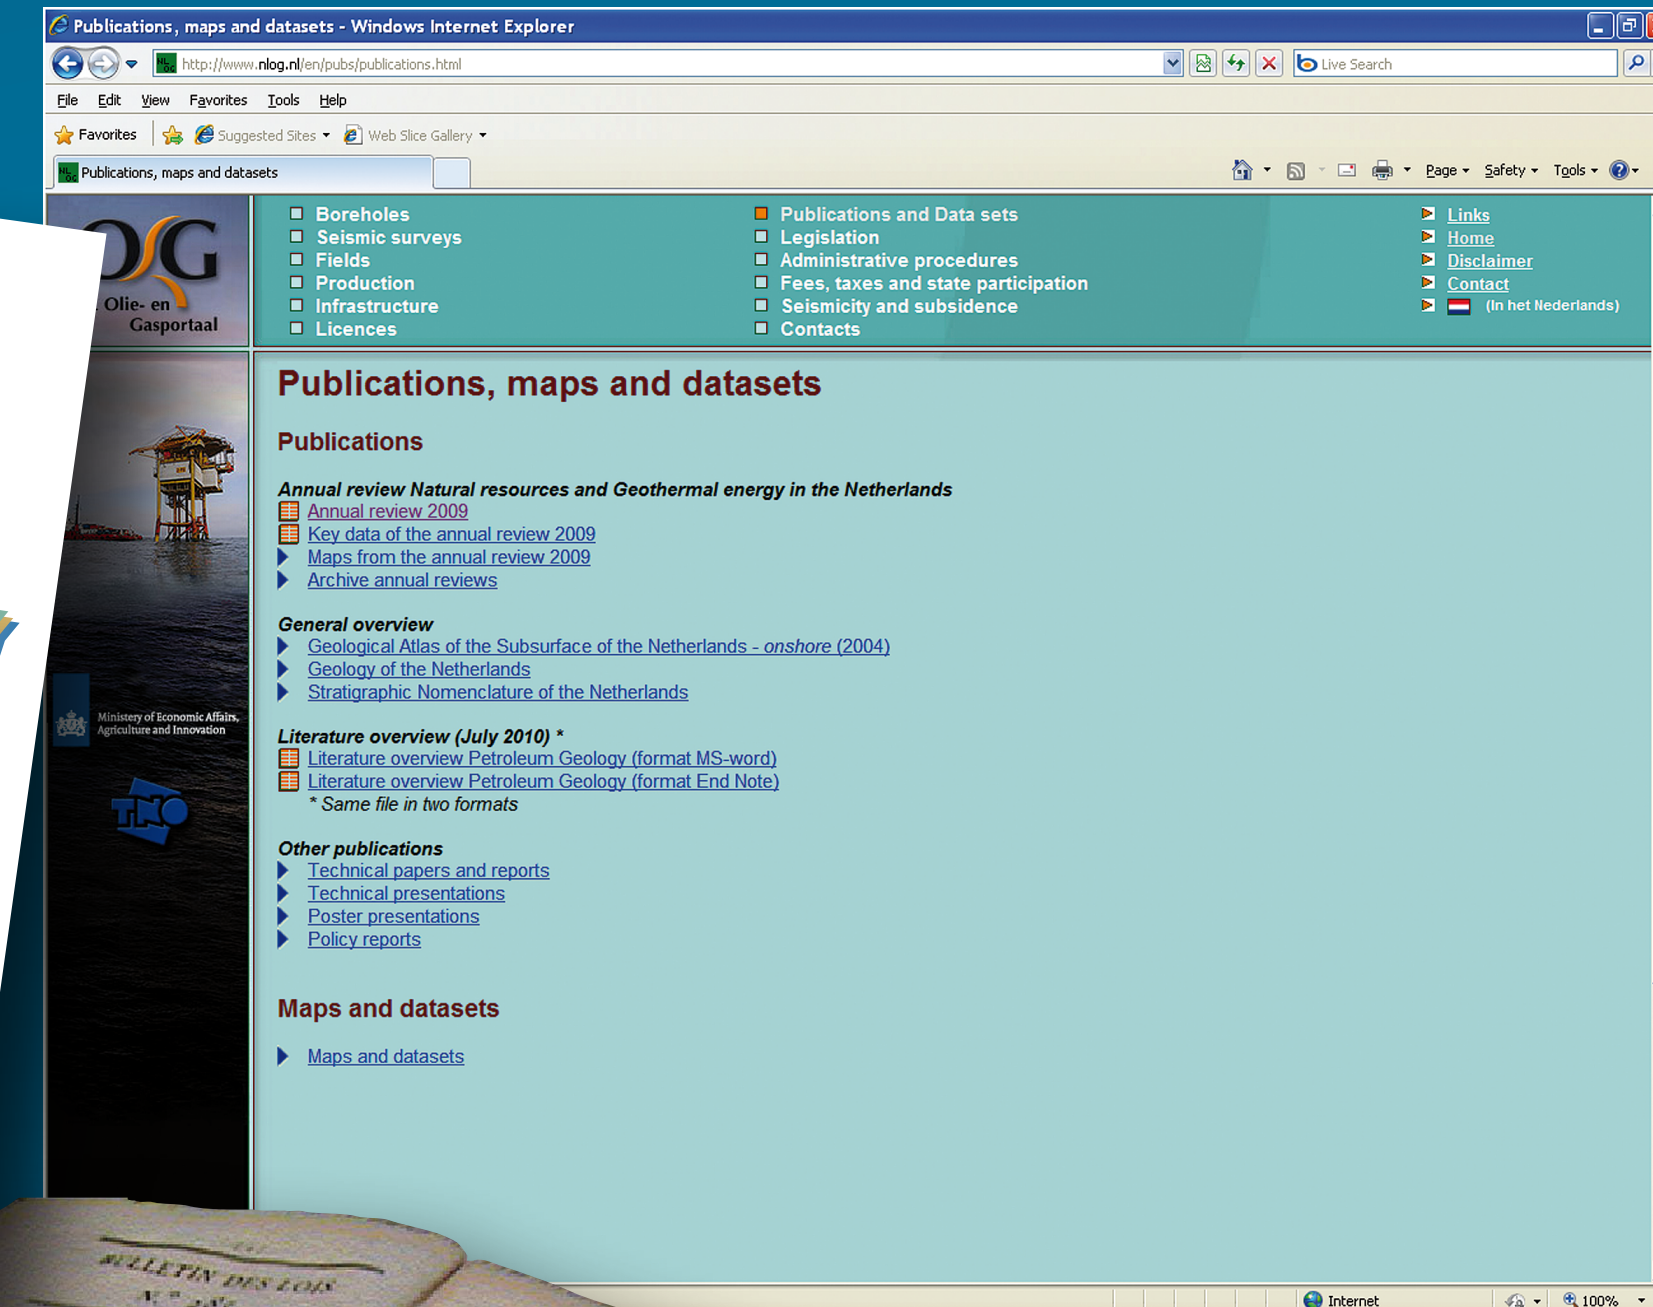 Publications, maps and datasets - Windows Internet Explorer
http://www.nlog.nl/en/pubs/publications.html
Live Search
File Edit View Favorites Tools Help
Favorites Suggested Sites Web Slice Gallery
Publications, maps and datasets
Page Safety Tools
Olie- en
Gasportaal
Boreholes
Seismic surveys
Fields
Production
Infrastructure
Licences
Publications and Data sets
Legislation
Administrative procedures
Fees, taxes and state participation
Seismicity and subsidence
Contacts
Links
Home
Disclaimer
Contact
(In het Nederlands)
Publications, maps and datasets
Publications
Annual review Natural resources and Geothermal energy in the Netherlands
Annual review 2009
Key data of the annual review 2009
Maps from the annual review 2009
Archive annual reviews
General overview
Geological Atlas of the Subsurface of the Netherlands - onshore (2004)
Geology of the Netherlands
Stratigraphic Nomenclature of the Netherlands
Literature overview (July 2010) *
Literature overview Petroleum Geology (format MS-word)
Literature overview Petroleum Geology (format End Note)
* Same file in two formats
Other publications
Technical papers and reports
Technical presentations
Poster presentations
Policy reports
Maps and datasets
Maps and datasets
Ministery of Economic Affairs,
Agriculture and Innovation
TNO
BULLETIN DES LOIS
Internet
100%